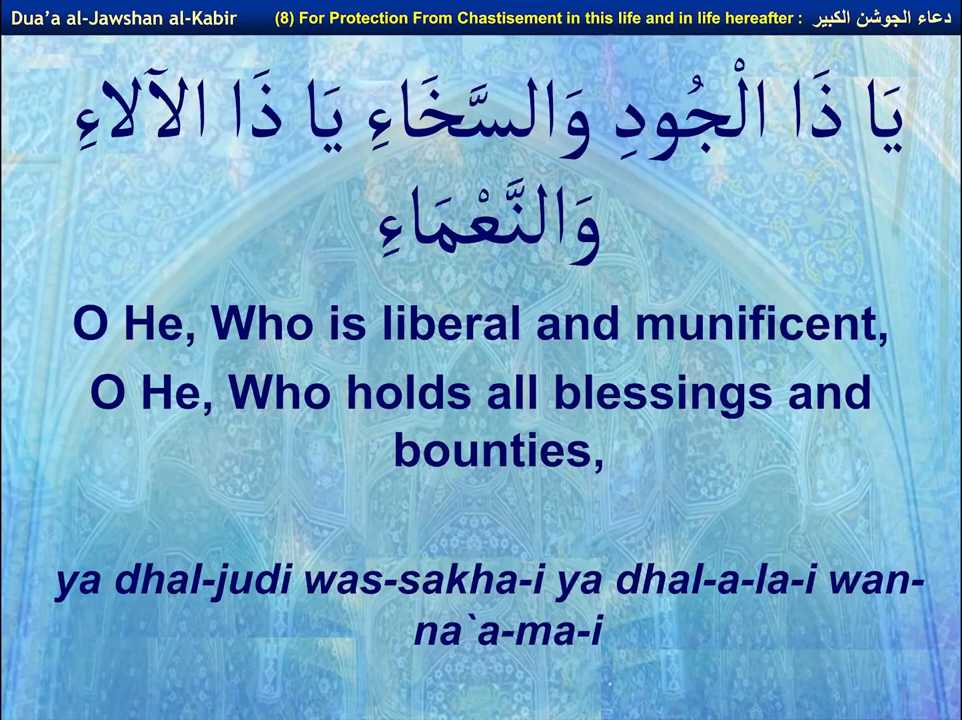 Dua’a al-Jawshan al-Kabir (8) For Protection From Chastisement in this life and in life hereafter : دعاء الجوشن الكبير
يَا ذَا الْجُودِ وَالسَّخَاءِ يَا ذَا الآلاءِ
وَالنَّعْمَاءِ
O He, Who is liberal and munificent,
O He, Who holds all blessings and
bounties,
ya dhal-judi was-sakha-i ya dhal-a-la-i wan-
na`a-ma-i